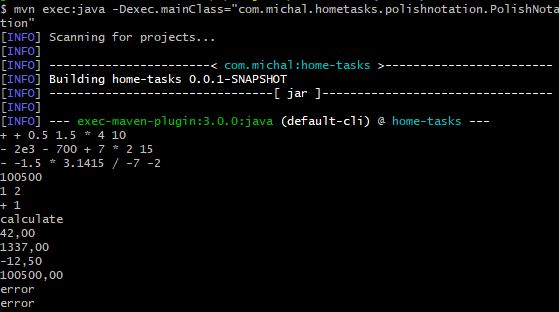 $ mvn exec:java -Dexec.mainClass="com.michal.hometasks.polishnotation.PolishNota
tion"
[INFO] Scanning for projects...
[INFO]
[INFO] -----------------------< com.michal:home-tasks >------------------------
[INFO] Building home-tasks 0.0.1-SNAPSHOT
[INFO] --------------------------------[ jar ]---------------------------------
[INFO]
[INFO] --- exec-maven-plugin:3.0.0:java (default-cli) @ home-tasks ---
+ + 0.5 1.5 * 4 10
- 2e3 - 700 + 7 * 2 15
- -1.5 * 3.1415 / -7 -2
100500
1 2
+ 1
calculate
42,00
1337,00
-12,50
100500,00
error
error